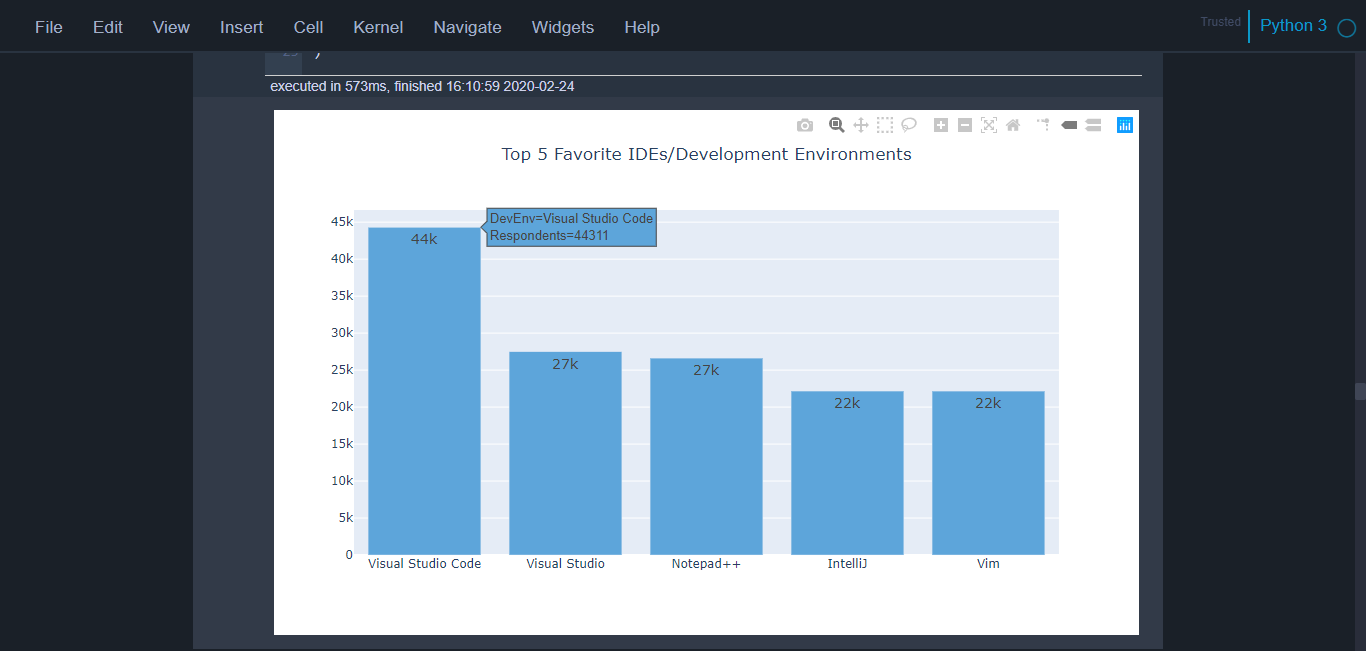 File Edit View Insert Cell Kernel Navigate Widgets Help Trusted Python 3
executed in 573ms, finished 16:10:59 2020-02-24
Top 5 Favorite IDEs/Development Environments
DevEnv=Visual Studio Code
Respondents=44311
45k
40k
35k
30k
25k
20k
15k
10k
5k
0
44k
27k
27k
22k
22k
Visual Studio Code Visual Studio Notepad++ IntelliJ Vim